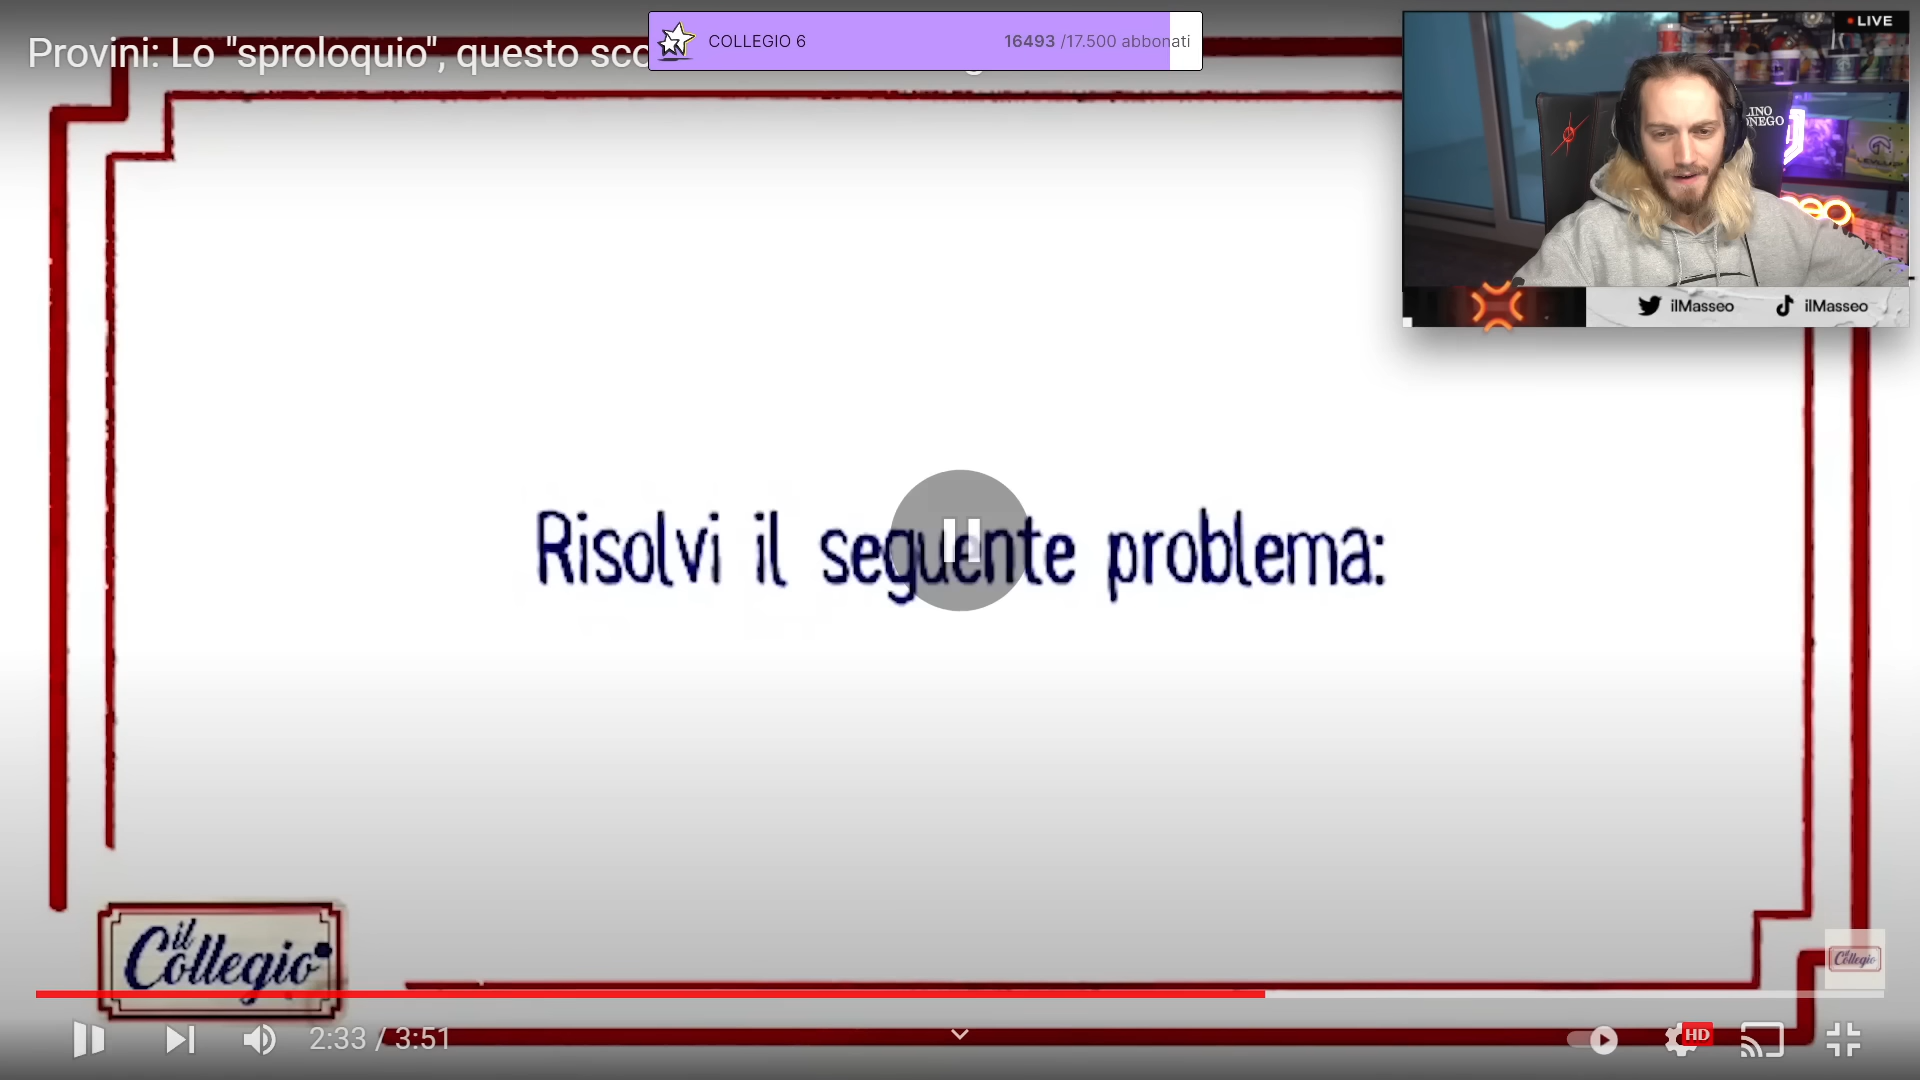 Provini: Lo "sproloquio", questo
COLLEGIO 6
16493 /17.500 abbonati
LIVE
ilMasseo
ilMasseo
Risolvi il seguente problema:
il
Collegio
il
Collegio
2:33 / 3:51
HD